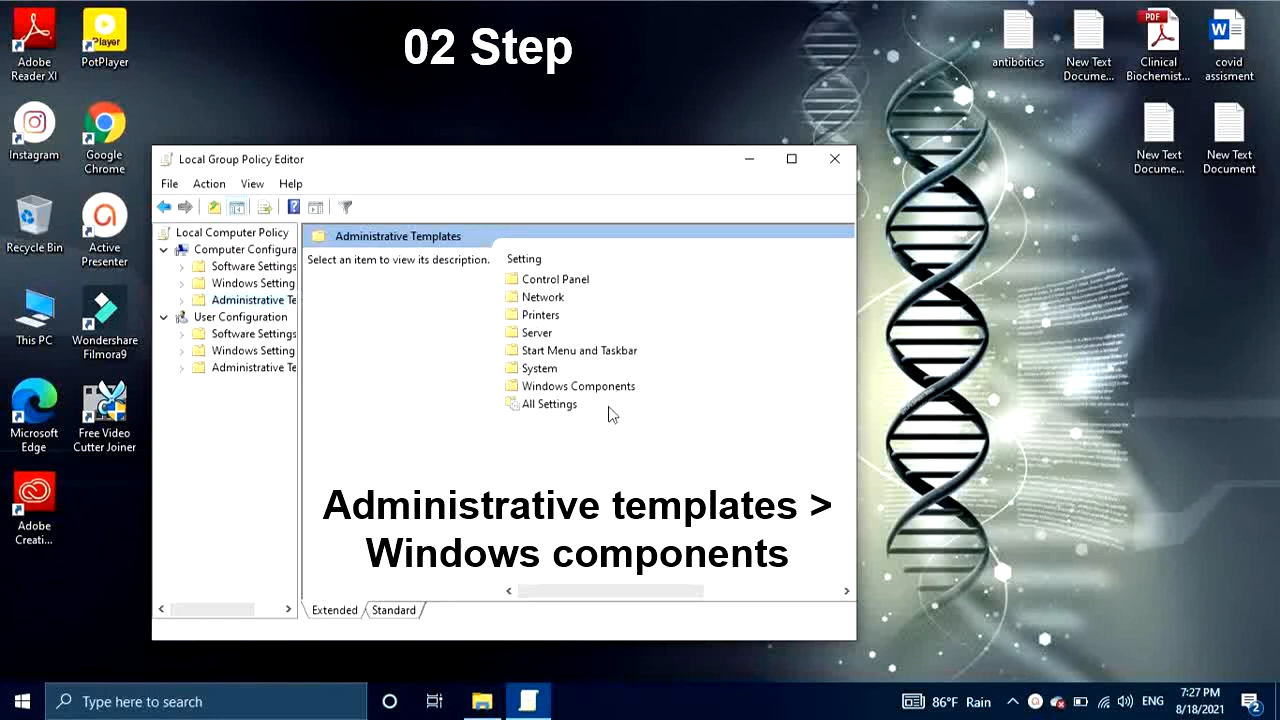 02 Step
Adobe
Reader XI
PotPlayer
Player
Instagram
Google
Chrome
Recycle Bin
Active
Presenter
This PC
Wondershare
Filmora9
Microsoft
Edge
Free Video
Cutter Joiner
Adobe
Creati...
antiboitics
New Text
Docume...
PDF
Clinical
Biochemist...
W
covid
assisment
New Text
Docume...
New Text
Document
Local Group Policy Editor
File Action View Help
Local Computer Policy
Computer Configura
Software Settings
Windows Setting
Administrative Te
User Configuration
Software Settings
Windows Setting
Administrative Te
Administrative Templates
Select an item to view its description.
Setting
Control Panel
Network
Printers
Server
Start Menu and Taskbar
System
Windows Components
All Settings
Administrative templates >
Windows components
Extended Standard
Type here to search
86°F Rain
ENG
7:27 PM
8/18/2021
2